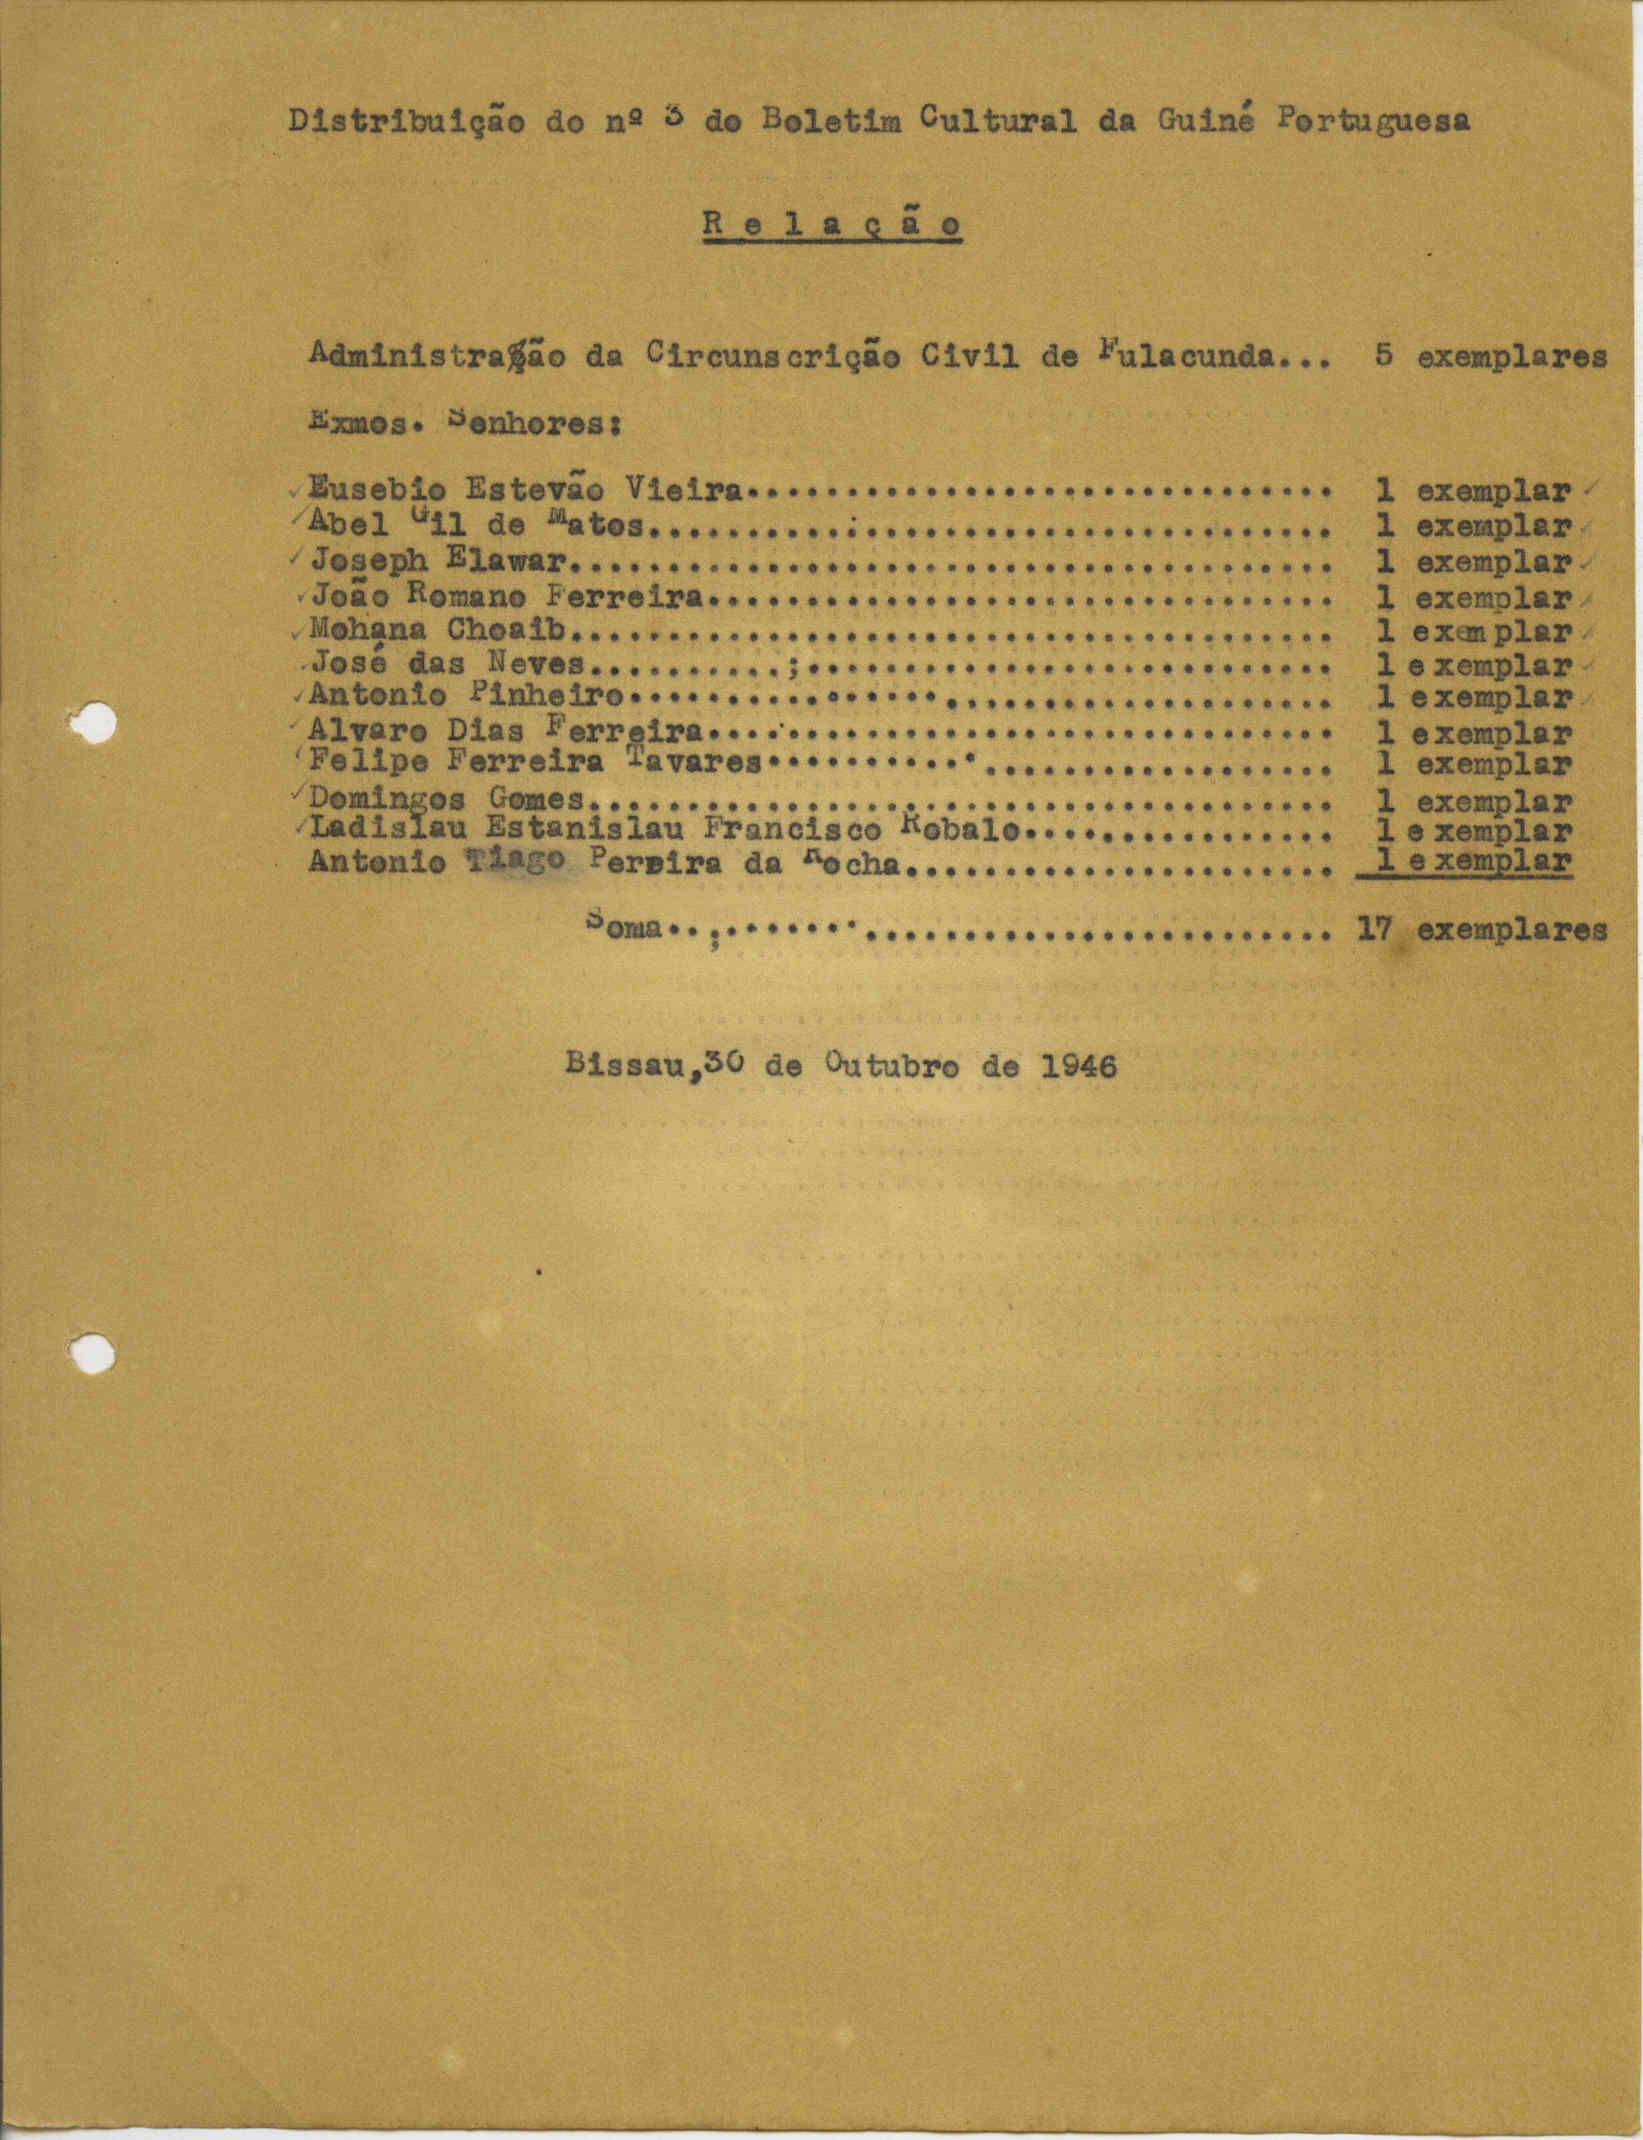 Distribuição do nº 3 do Boletim Cultural da Guiné Portuguesa
Relação
Administração da Circunscrição Civil de Fulacunda... 5 exemplares
Exmos. Senhores:
Eusebio Estevão Vieira.............................. 1 exemplar
Abel Gil de Matos................................... 1 exemplar
Joseph Elawar....................................... 1 exemplar
João Romano Ferreira................................ 1 exemplar
Mohana Choaib....................................... 1 exemplar
José das Neves..........;........................... 1 exemplar
Antonio Pinheiro.................................... 1 exemplar
Alvaro Dias Ferreira................................ 1 exemplar
Felipe Ferreira Tavares............................. 1 exemplar
Domingos Gomes...................................... 1 exemplar
Ladislau Estanislau Francisco Robalo................ 1 exemplar
Antonio Tiago Pereira da Rocha...................... 1 exemplar
Soma..;............................... 17 exemplares
Bissau,30 de Outubro de 1946